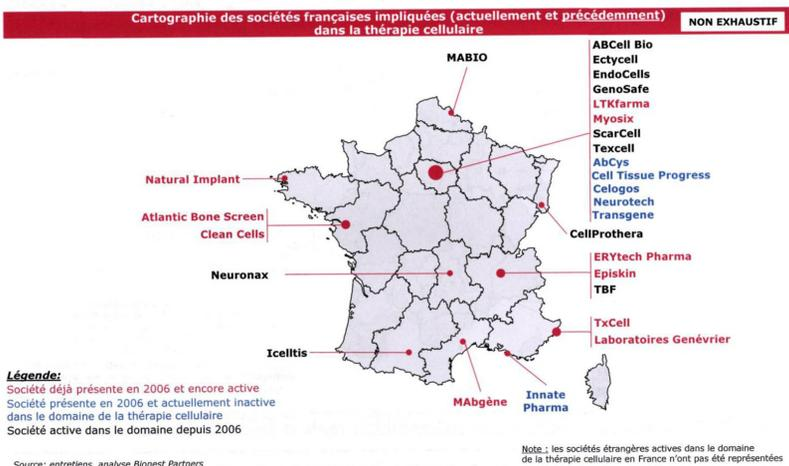 Cartographie des sociétés françaises impliquées (actuellement et précédemment)
dans la thérapie cellulaire
NON EXHAUSTIF
MABIO
ABCell Bio
Ectycell
EndoCells
GenoSafe
LTKfarma
Myosix
ScarCell
Texcell
AbCys
Cell Tissue Progress
Celogos
Neurotech
Transgene
Natural Implant
Atlantic Bone Screen
Clean Cells
CellProthera
Neuronax
ERYtech Pharma
Episkin
TBF
TxCell
Laboratoires Genévrier
Icelltis
MAbgène
Innate
Pharma
Légende:
Société déjà présente en 2006 et encore active
Société présente en 2006 et actuellement inactive
dans le domaine de la thérapie cellulaire
Société active dans le domaine depuis 2006
Source: entretiens, analyse Bionest Partners
Note : les sociétés étrangères actives dans le domaine
de la thérapie cellulaire en France n'ont pas été représentées